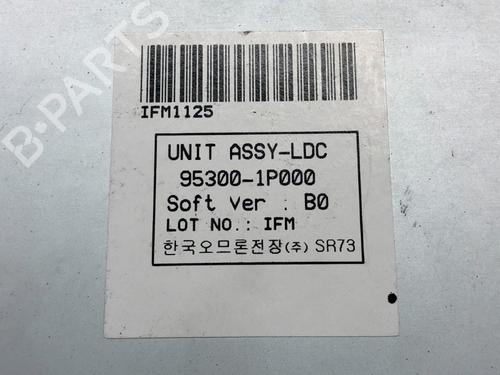 B-PARTS
IFM1125
UNIT ASSY-LDC
95300-1P000
Soft Ver : B0
LOT NO.: IFM
한국오므론전장(주) SR73